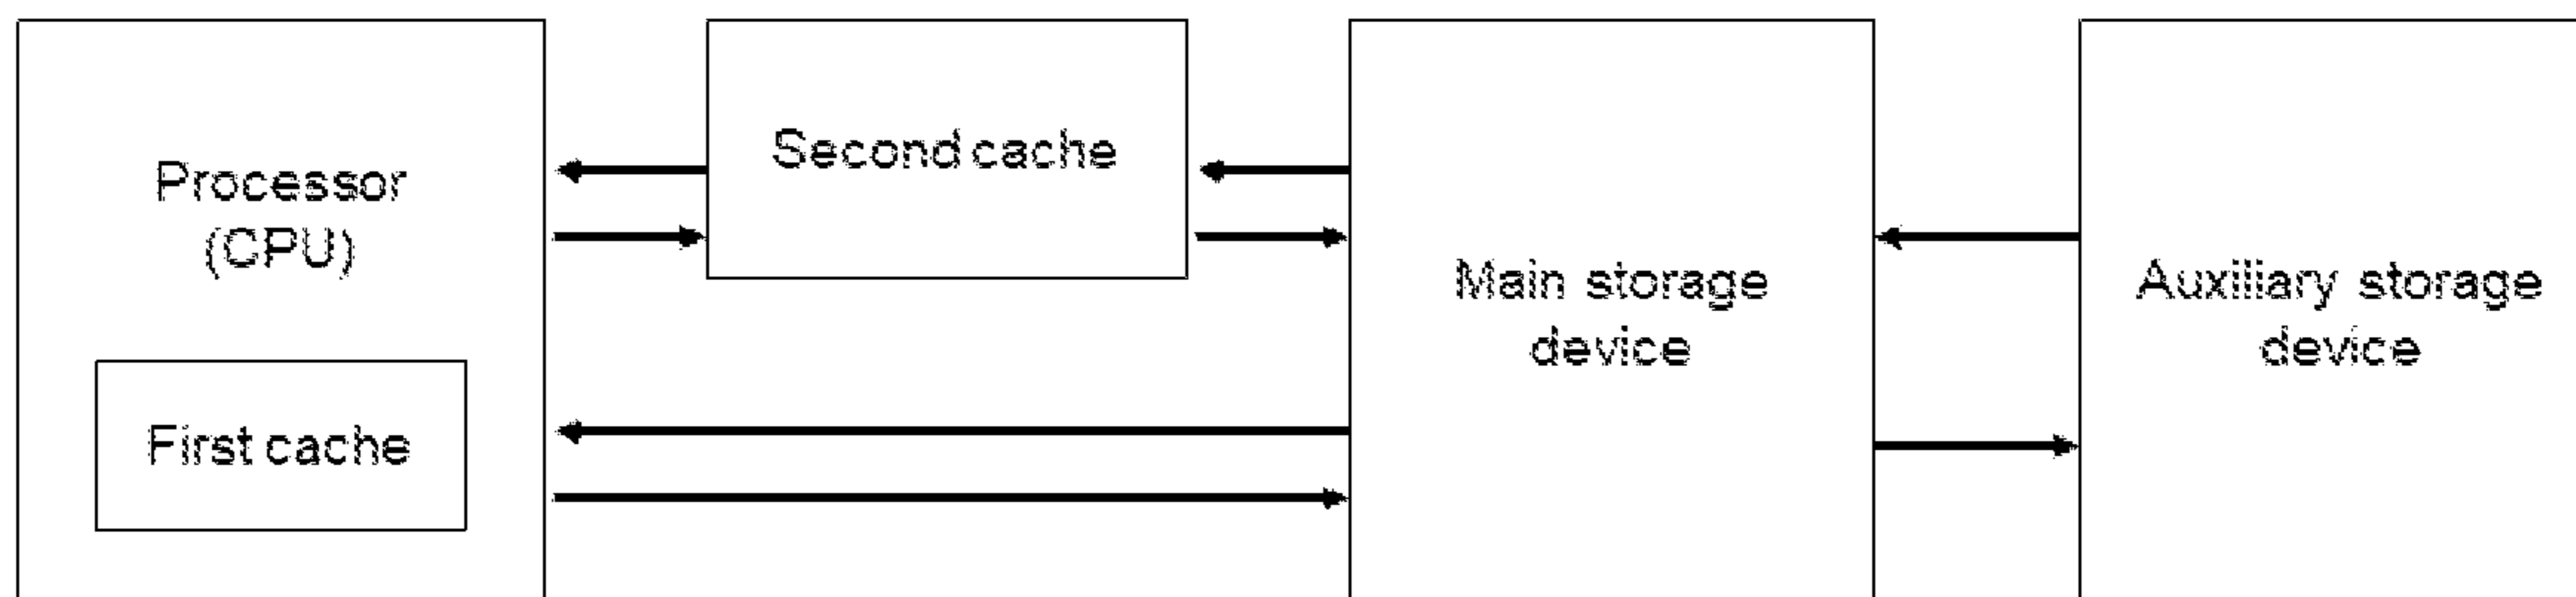 Processor
(CPU)
First cache
Second cache
Main storage
device
Auxiliary storage
device